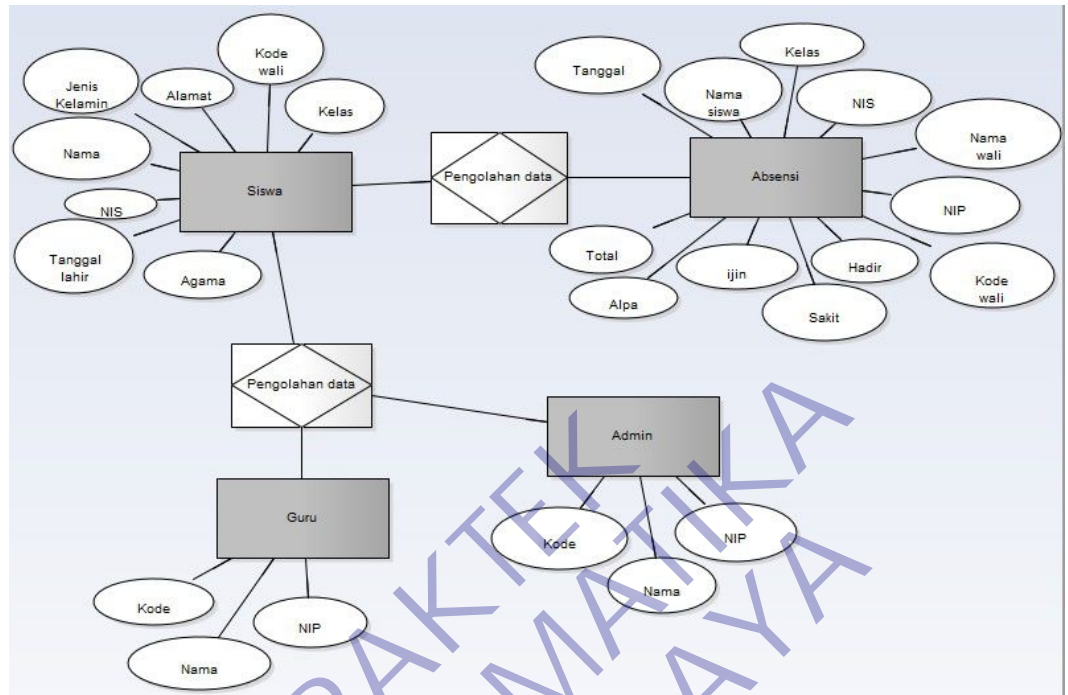 Kode
wali
Jenis
Kelamin
Alamat
Kelas
Nama
Siswa
NIS
Tanggal
lahir
Agama
Pengolahan data
Tanggal
Nama
siswa
Kelas
NIS
Nama
wali
Absensi
NIP
Total
ijin
Hadir
Kode
wali
Alpa
Sakit
Pengolahan data
Admin
Kode
Nama
NIP
Guru
Kode
Nama
NIP
PAKTEK
MATIKA
AYA